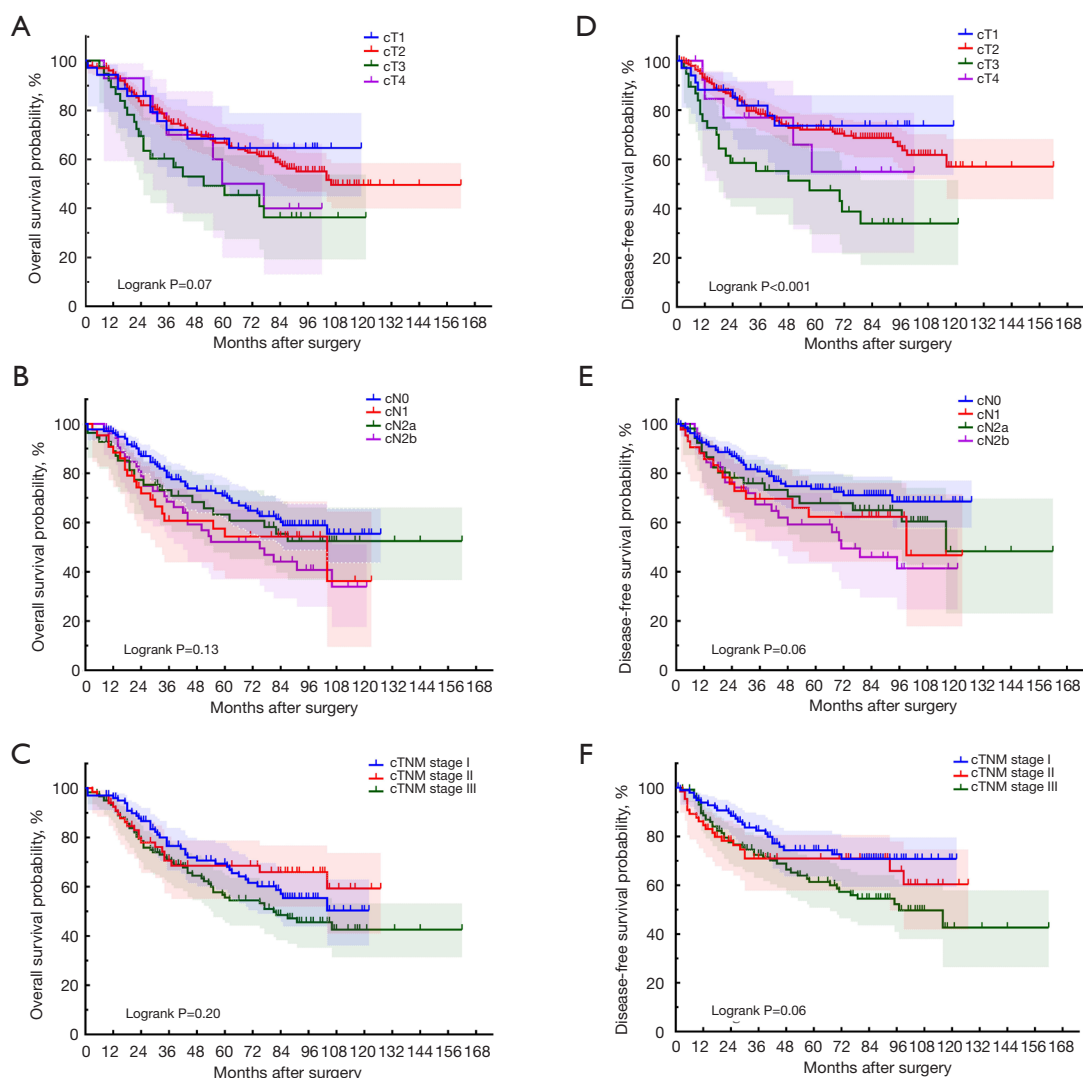 A
cT1
cT2
cT3
cT4
Overall survival probability, %
100
80
60
40
20
0
Logrank P=0.07
0 12 24 36 48 60 72 84 96 108 120 132 144 156 168
Months after surgery
D
cT1
cT2
cT3
cT4
Disease-free survival probability, %
100
80
60
40
20
0
Logrank P<0.001
0 12 24 36 48 60 72 84 96 108 120 132 144 156 168
Months after surgery
B
cN0
cN1
cN2a
cN2b
Overall survival probability, %
100
80
60
40
20
0
Logrank P=0.13
0 12 24 36 48 60 72 84 96 108 120 132 144 156 168
Months after surgery
E
cN0
cN1
cN2a
cN2b
Disease-free survival probability, %
100
80
60
40
20
0
Logrank P=0.06
0 12 24 36 48 60 72 84 96 108 120 132 144 156 168
Months after surgery
C
cTNM stage I
cTNM stage II
cTNM stage III
Overall survival probability, %
100
80
60
40
20
0
Logrank P=0.20
0 12 24 36 48 60 72 84 96 108 120 132 144 156 168
Months after surgery
F
cTNM stage I
cTNM stage II
cTNM stage III
Disease-free survival probability, %
100
80
60
40
20
0
Logrank P=0.06
0 12 24 36 48 60 72 84 96 108 120 132 144 156 168
Months after surgery